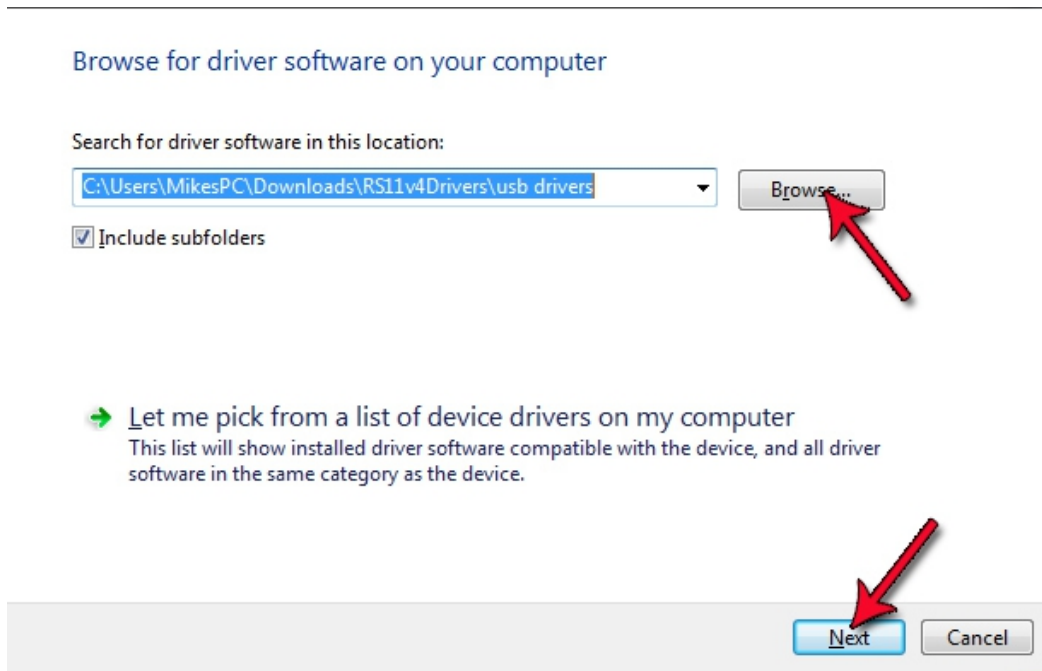 Browse for driver software on your computer
Search for driver software in this location:
C:\Users\MikesPC\Downloads\RS11v4Drivers\usb drivers
Browse...
Include subfolders
Let me pick from a list of device drivers on my computer
This list will show installed driver software compatible with the device, and all driver
software in the same category as the device.
Next
Cancel